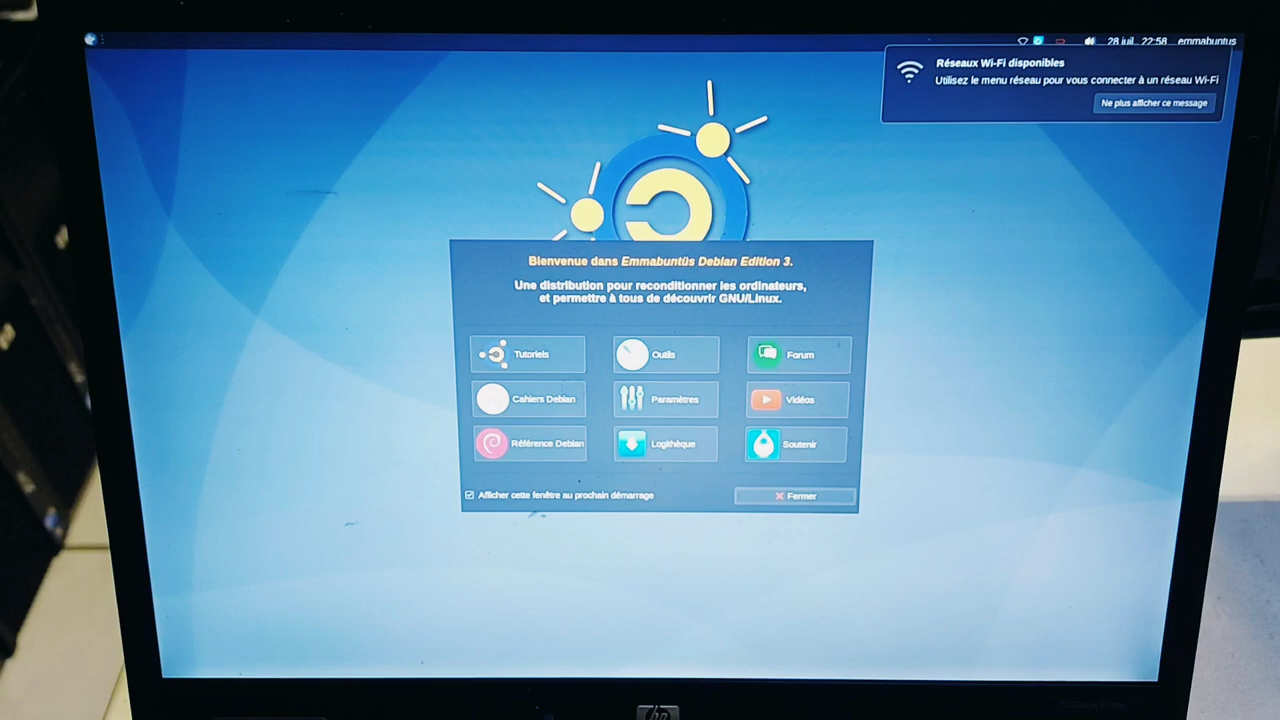 28 juil., 22:58 emmabuntus
Réseaux Wi-Fi disponibles
Utilisez le menu réseau pour vous connecter à un réseau Wi-Fi
Ne plus afficher ce message
Bienvenue dans Emmabuntüs Debian Edition 3.
Une distribution pour reconditionner les ordinateurs,
et permettre à tous de découvrir GNU/Linux.
Tutoriels Outils Forum
Cahiers Debian Paramètres Vidéos
Référence Debian Logithèque Soutenir
Afficher cette fenêtre au prochain démarrage Fermer
hp